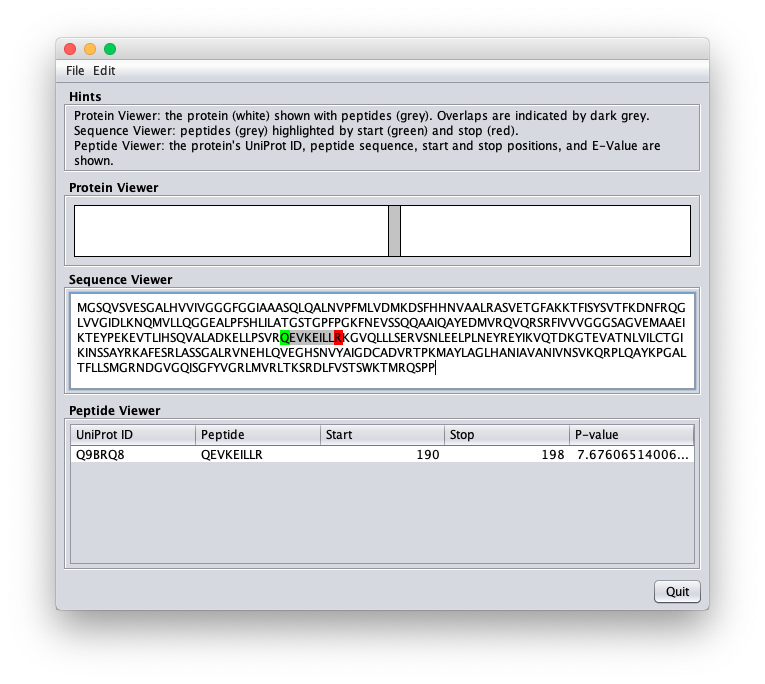 File Edit
Hints
Protein Viewer: the protein (white) shown with peptides (grey). Overlaps are indicated by dark grey.
Sequence Viewer: peptides (grey) highlighted by start (green) and stop (red).
Peptide Viewer: the protein's UniProt ID, peptide sequence, start and stop positions, and E-Value are
shown.
Protein Viewer
Sequence Viewer
MGSQVSVESGALHVVIVGGGFGGIAAASQLQALNVPFMLVDMKDSFHHNVAALRASVETGFAKKTFISYSVTFKDNFRQG
LVVGIDLKNQMVLLQGGEALPFSHLILATGSTGPFPGKFNEVSSQQAAIQAYEDMVRQVQRSRFIVVVGGGSAGVEMAAEI
KTEYPEKEVTLIHSQVALADKELLPSVRQEVKEILLRKGVQLLLSERVSNLEELPLNEYREYIKVQTDKGTEVATNLVILCTGI
KINSSAYRKAFESRLASSGALRVNEHLQVEGHSNVYAIGDCADVRTPKMAYLAGLHANIAVANIVNSVKQRPLQAYKPGAL
TFLLSMGRNDGVGQISGFYVGRLMVRLTKSRDLFVSTSWKTMRQSPP
Peptide Viewer
UniProt ID Peptide Start Stop P-value
Q9BRQ8 QEVKEILLR 190 198 7.67606514006...
Quit